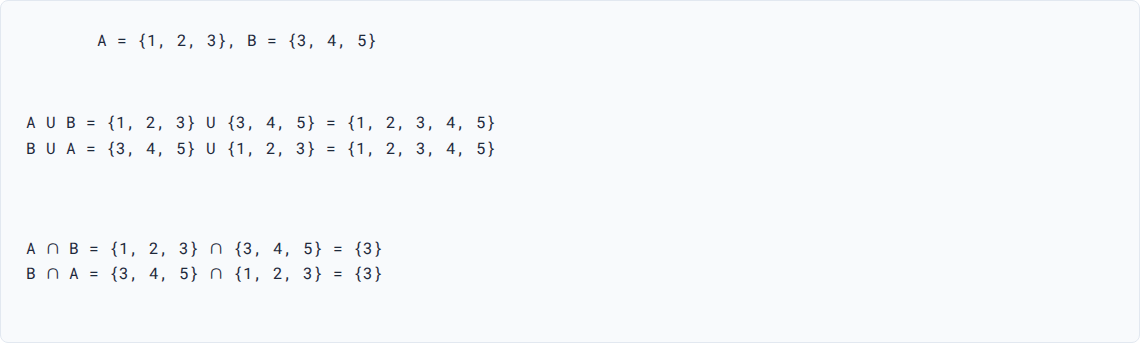 A = {1, 2, 3}, B = {3, 4, 5}
A U B = {1, 2, 3} U {3, 4, 5} = {1, 2, 3, 4, 5}
B U A = {3, 4, 5} U {1, 2, 3} = {1, 2, 3, 4, 5}
A ∩ B = {1, 2, 3} ∩ {3, 4, 5} = {3}
B ∩ A = {3, 4, 5} ∩ {1, 2, 3} = {3}